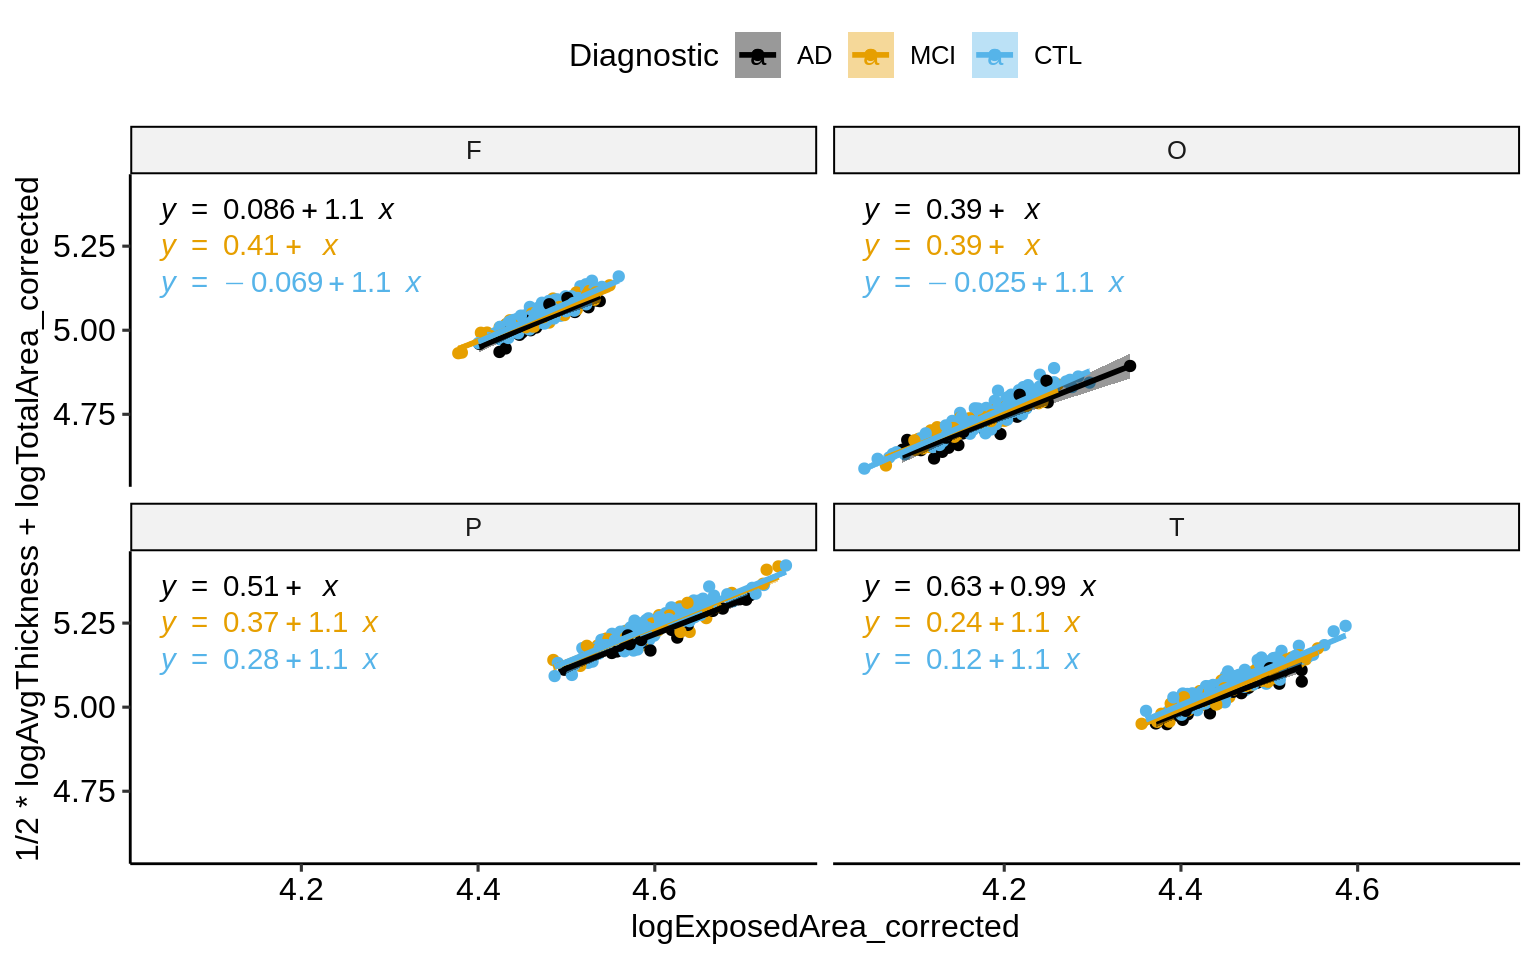 Diagnostic a AD a MCI a CTL
F
O
y = 0.086 + 1.1 x
y = 0.41 + x
y = − 0.069 + 1.1 x
y = 0.39 + x
y = 0.39 + x
y = − 0.025 + 1.1 x
5.25
5.00
4.75
P
T
y = 0.51 + x
y = 0.37 + 1.1 x
y = 0.28 + 1.1 x
y = 0.63 + 0.99 x
y = 0.24 + 1.1 x
y = 0.12 + 1.1 x
5.25
5.00
4.75
4.2 4.4 4.6 4.2 4.4 4.6
logExposedArea_corrected
1/2 * logAvgThickness + logTotalArea_corrected